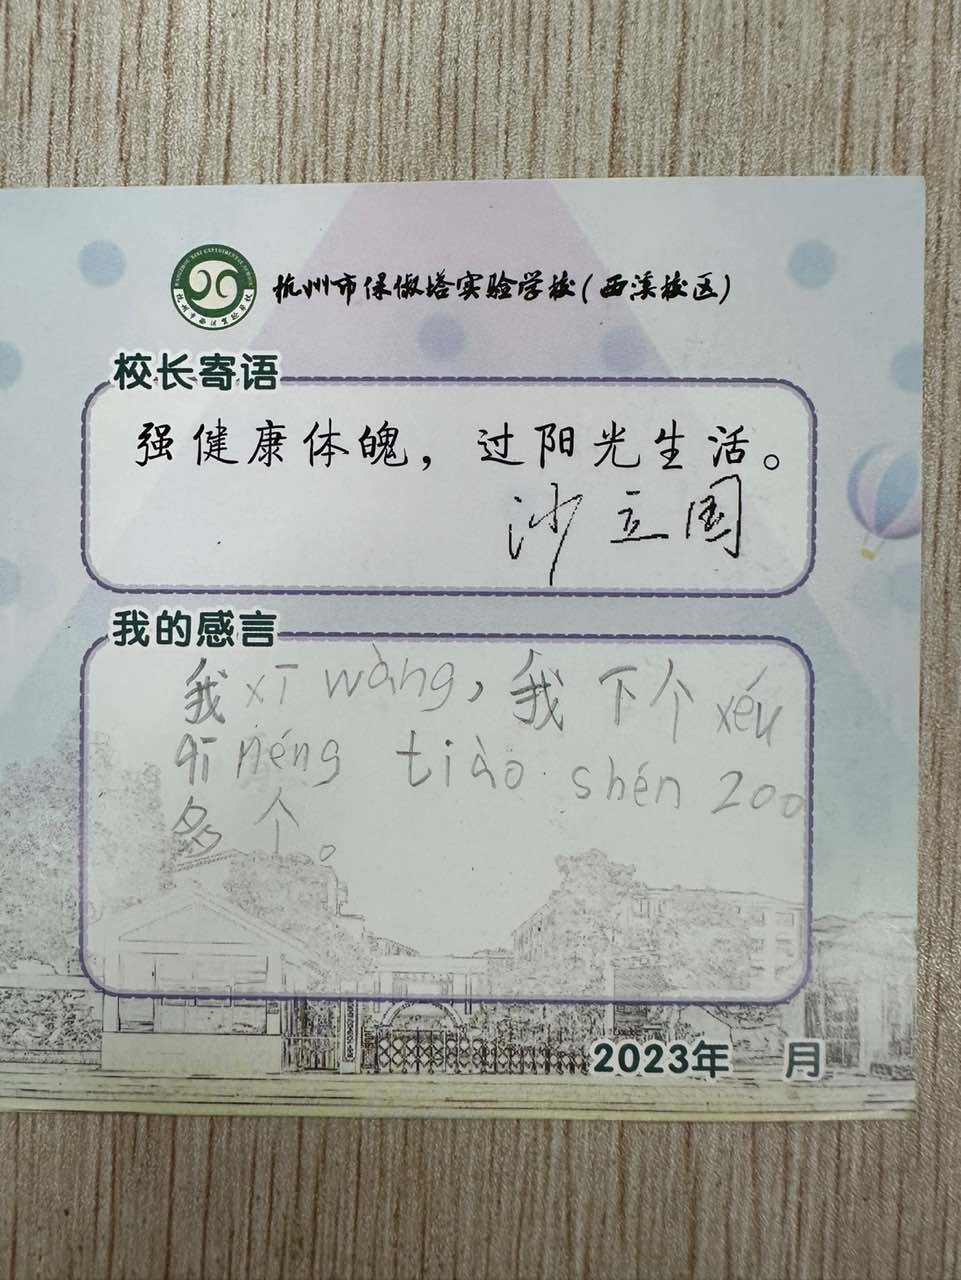 杭州市保俶塔实验学校(西溪校区)
校长寄语
强健康体魄，过阳光生活。
沙立国
我的感言
我xī wàng，我下个xéu
qī néng tiào shén 200
多个。
2023年 月